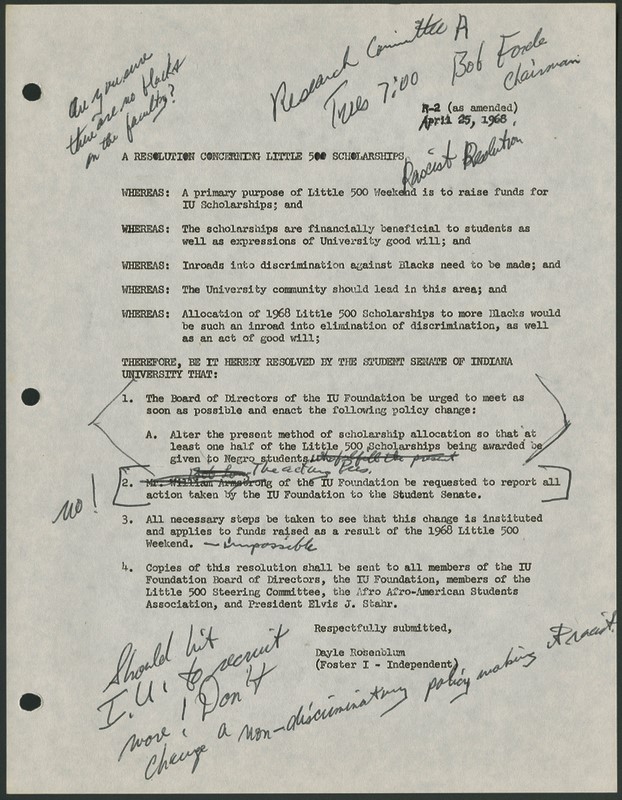 Are you sure
there are no blacks
on the faculty?
Research Committee A
Tues 7:00 Bob Forde
Chairman
R-2 (as amended)
April 25, 1968.
A RESOLUTION CONCERNING LITTLE 500 SCHOLARSHIPS
Racist Resolution
WHEREAS: A primary purpose of Little 500 Weekend is to raise funds for
IU Scholarships; and
WHEREAS: The scholarships are financially beneficial to students as
well as expressions of University good will; and
WHEREAS: Inroads into discrimination against Blacks need to be made; and
WHEREAS: The University community should lead in this area; and
WHEREAS: Allocation of 1968 Little 500 Scholarships to more Blacks would
be such an inroad into elimination of discrimination, as well
as an act of good will;
THEREFORE, BE IT HEREBY RESOLVED BY THE STUDENT SENATE OF INDIANA
UNIVERSITY THAT:
1. The Board of Directors of the IU Foundation be urged to meet as
soon as possible and enact the following policy change:
A. Alter the present method of scholarship allocation so that at
least one half of the Little 500 Scholarships being awarded be
given to Negro students who fulfill the present
The acting Pres.
2. Mr. William Armstrong of the IU Foundation be requested to report all
action taken by the IU Foundation to the Student Senate.
no!
3. All necessary steps be taken to see that this change is instituted
and applies to funds raised as a result of the 1968 Little 500
Weekend. – impossible
4. Copies of this resolution shall be sent to all members of the IU
Foundation Board of Directors, the IU Foundation, members of the
Little 500 Steering Committee, the Afro Afro-American Students
Association, and President Elvis J. Stahr.
Respectfully submitted,
Dayle Rosenblum
(Foster I - Independent)
Should hit
I.U. to recruit
more! Don't
change a non-discriminatory policy making it racist.